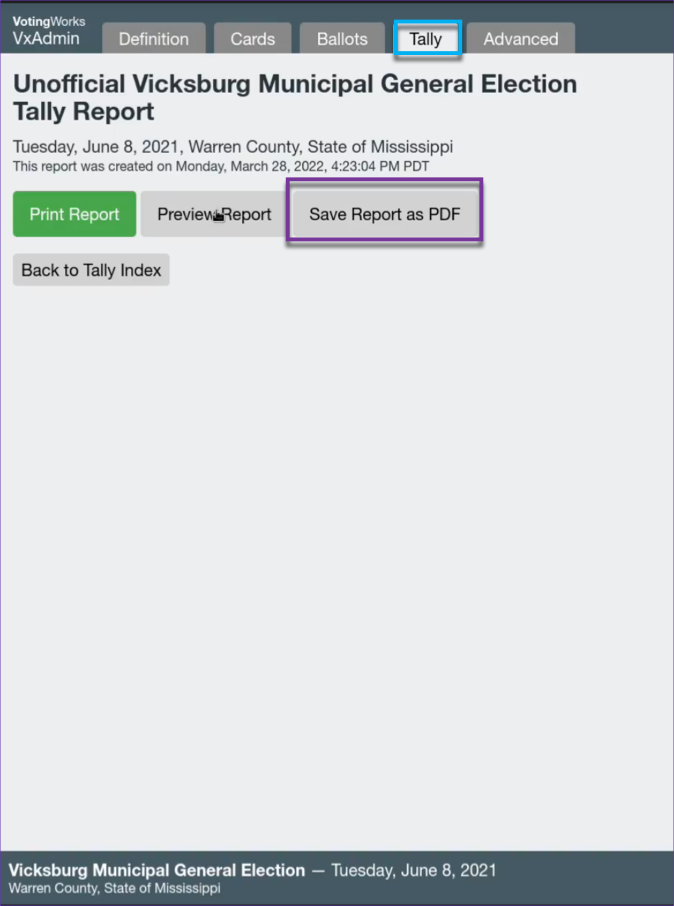 VotingWorks
VxAdmin
Definition
Cards
Ballots
Tally
Advanced
Unofficial Vicksburg Municipal General Election
Tally Report
Tuesday, June 8, 2021, Warren County, State of Mississippi
This report was created on Monday, March 28, 2022, 4:23:04 PM PDT
Print Report
Preview Report
Save Report as PDF
Back to Tally Index
Vicksburg Municipal General Election — Tuesday, June 8, 2021
Warren County, State of Mississippi